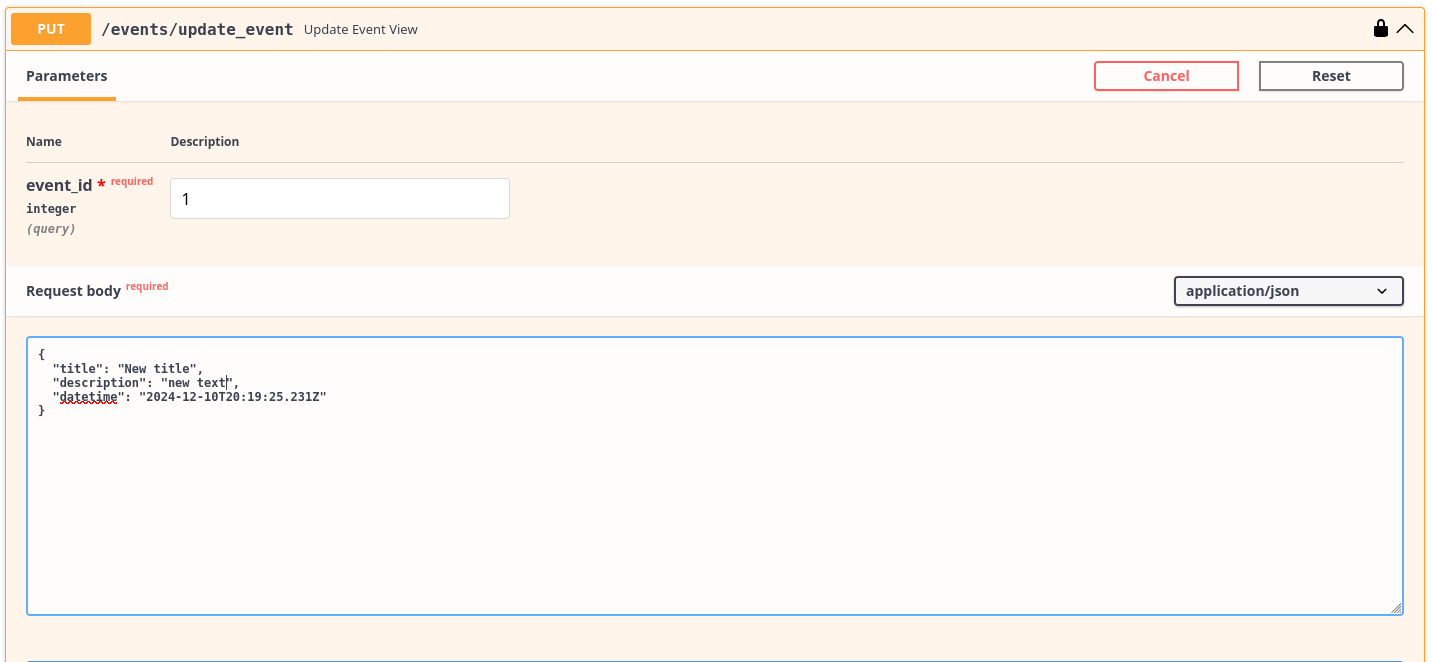 PUT /events/update_event Update Event View
Parameters Cancel Reset
Name Description
event_id * required 1
integer
(query)
Request body required application/json
{
  "title": "New title",
  "description": "new text",
  "datetime": "2024-12-10T20:19:25.231Z"
}